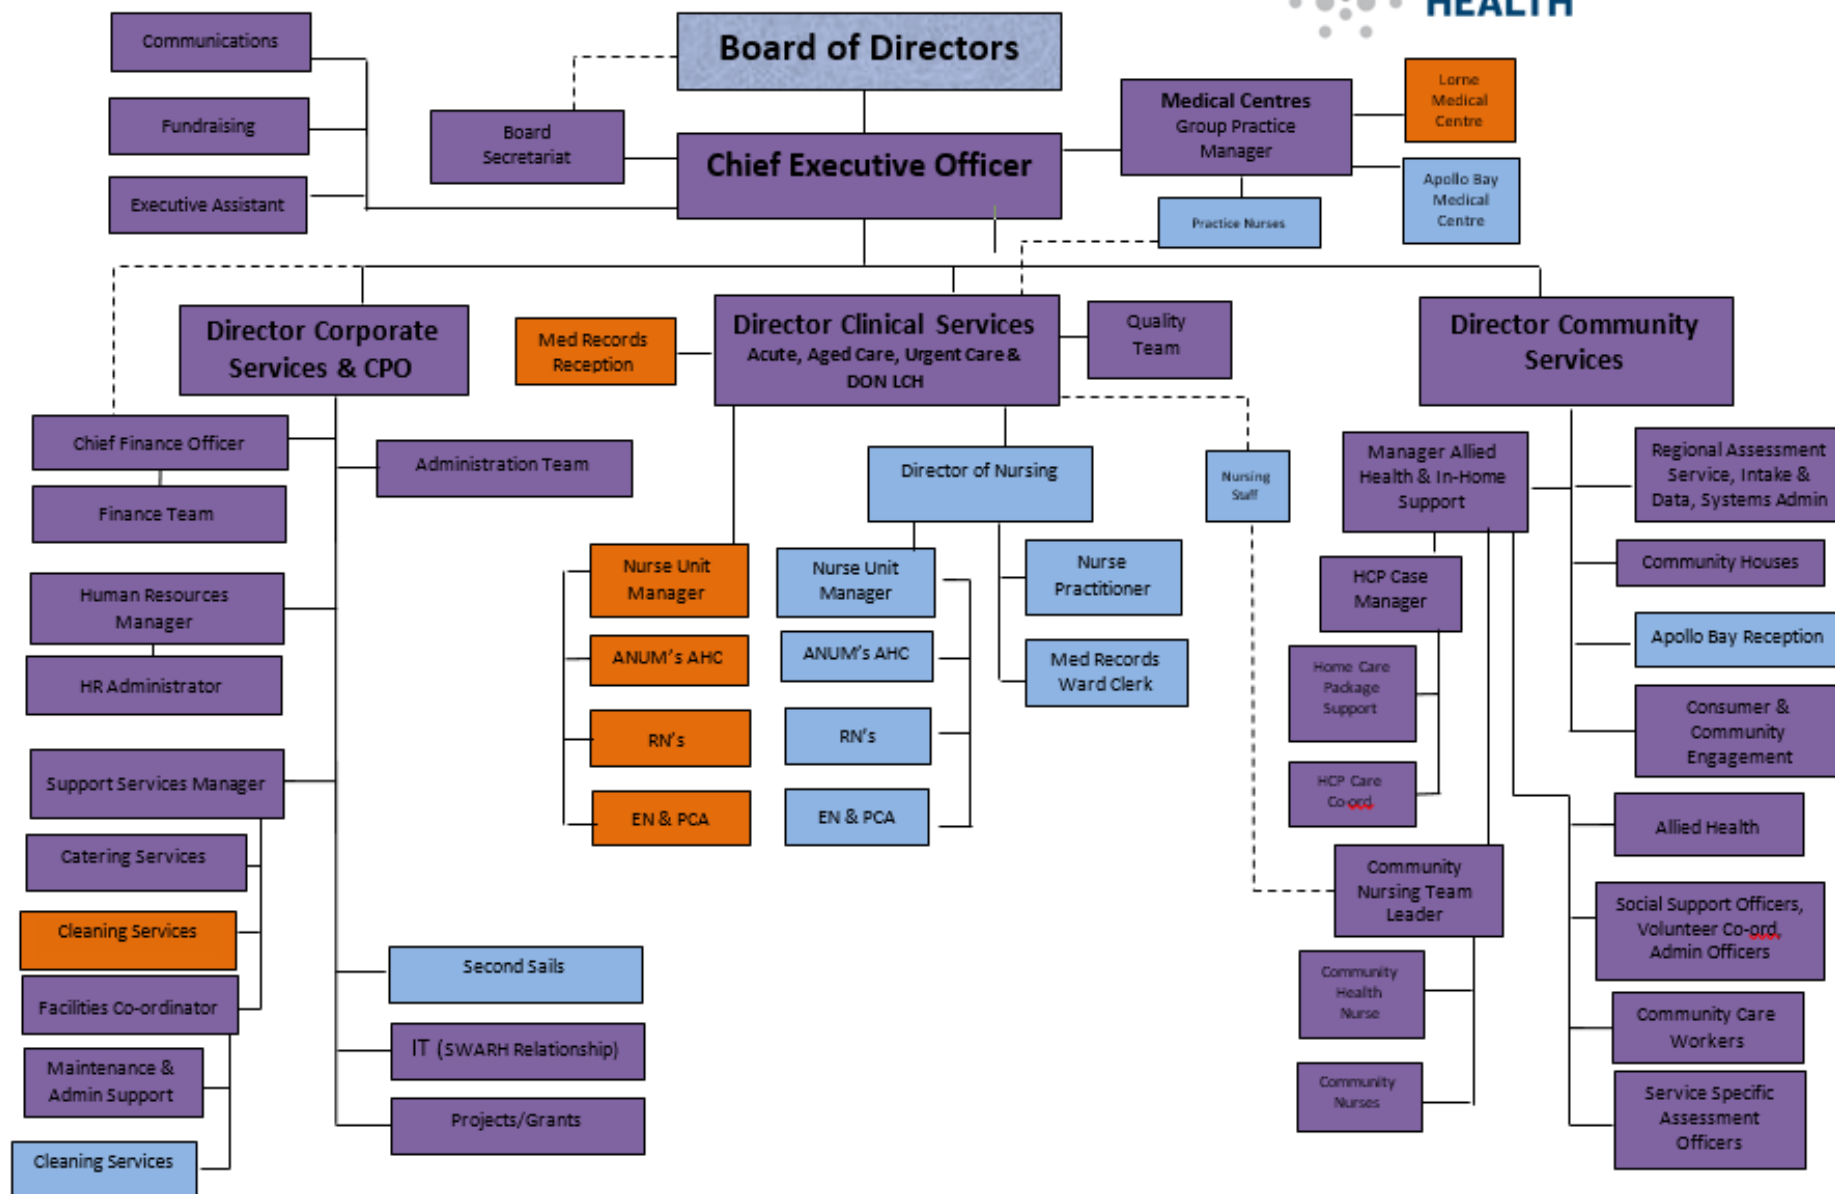 HEALTH
Communications
Fundraising
Executive Assistant
Board
Secretariat
Board of Directors
Chief Executive Officer
Medical Centres
Group Practice
Manager
Lorne
Medical
Centre
Apollo Bay
Medical
Centre
Practice Nurses
Director Corporate
Services & CPO
Med Records
Reception
Director Clinical Services
Acute, Aged Care, Urgent Care &
DON LCH
Quality
Team
Director Community
Services
Chief Finance Officer
Finance Team
Administration Team
Human Resources
Manager
HR Administrator
Support Services Manager
Catering Services
Cleaning Services
Facilities Co-ordinator
Maintenance &
Admin Support
Cleaning Services
Second Sails
IT (SWARH Relationship)
Projects/Grants
Director of Nursing
Nursing
Staff
Nurse Unit
Manager
ANUM's AHC
RN's
EN & PCA
Nurse Unit
Manager
ANUM's AHC
RN's
EN & PCA
Nurse
Practitioner
Med Records
Ward Clerk
Manager Allied
Health & In-Home
Support
HCP Case
Manager
Home Care
Package
Support
HCP Care
Co-ord.
Community
Nursing Team
Leader
Community
Health
Nurse
Community
Nurses
Regional Assessment
Service, Intake &
Data, Systems Admin
Community Houses
Apollo Bay Reception
Consumer &
Community
Engagement
Allied Health
Social Support Officers,
Volunteer Co-ord,
Admin Officers
Community Care
Workers
Service Specific
Assessment
Officers